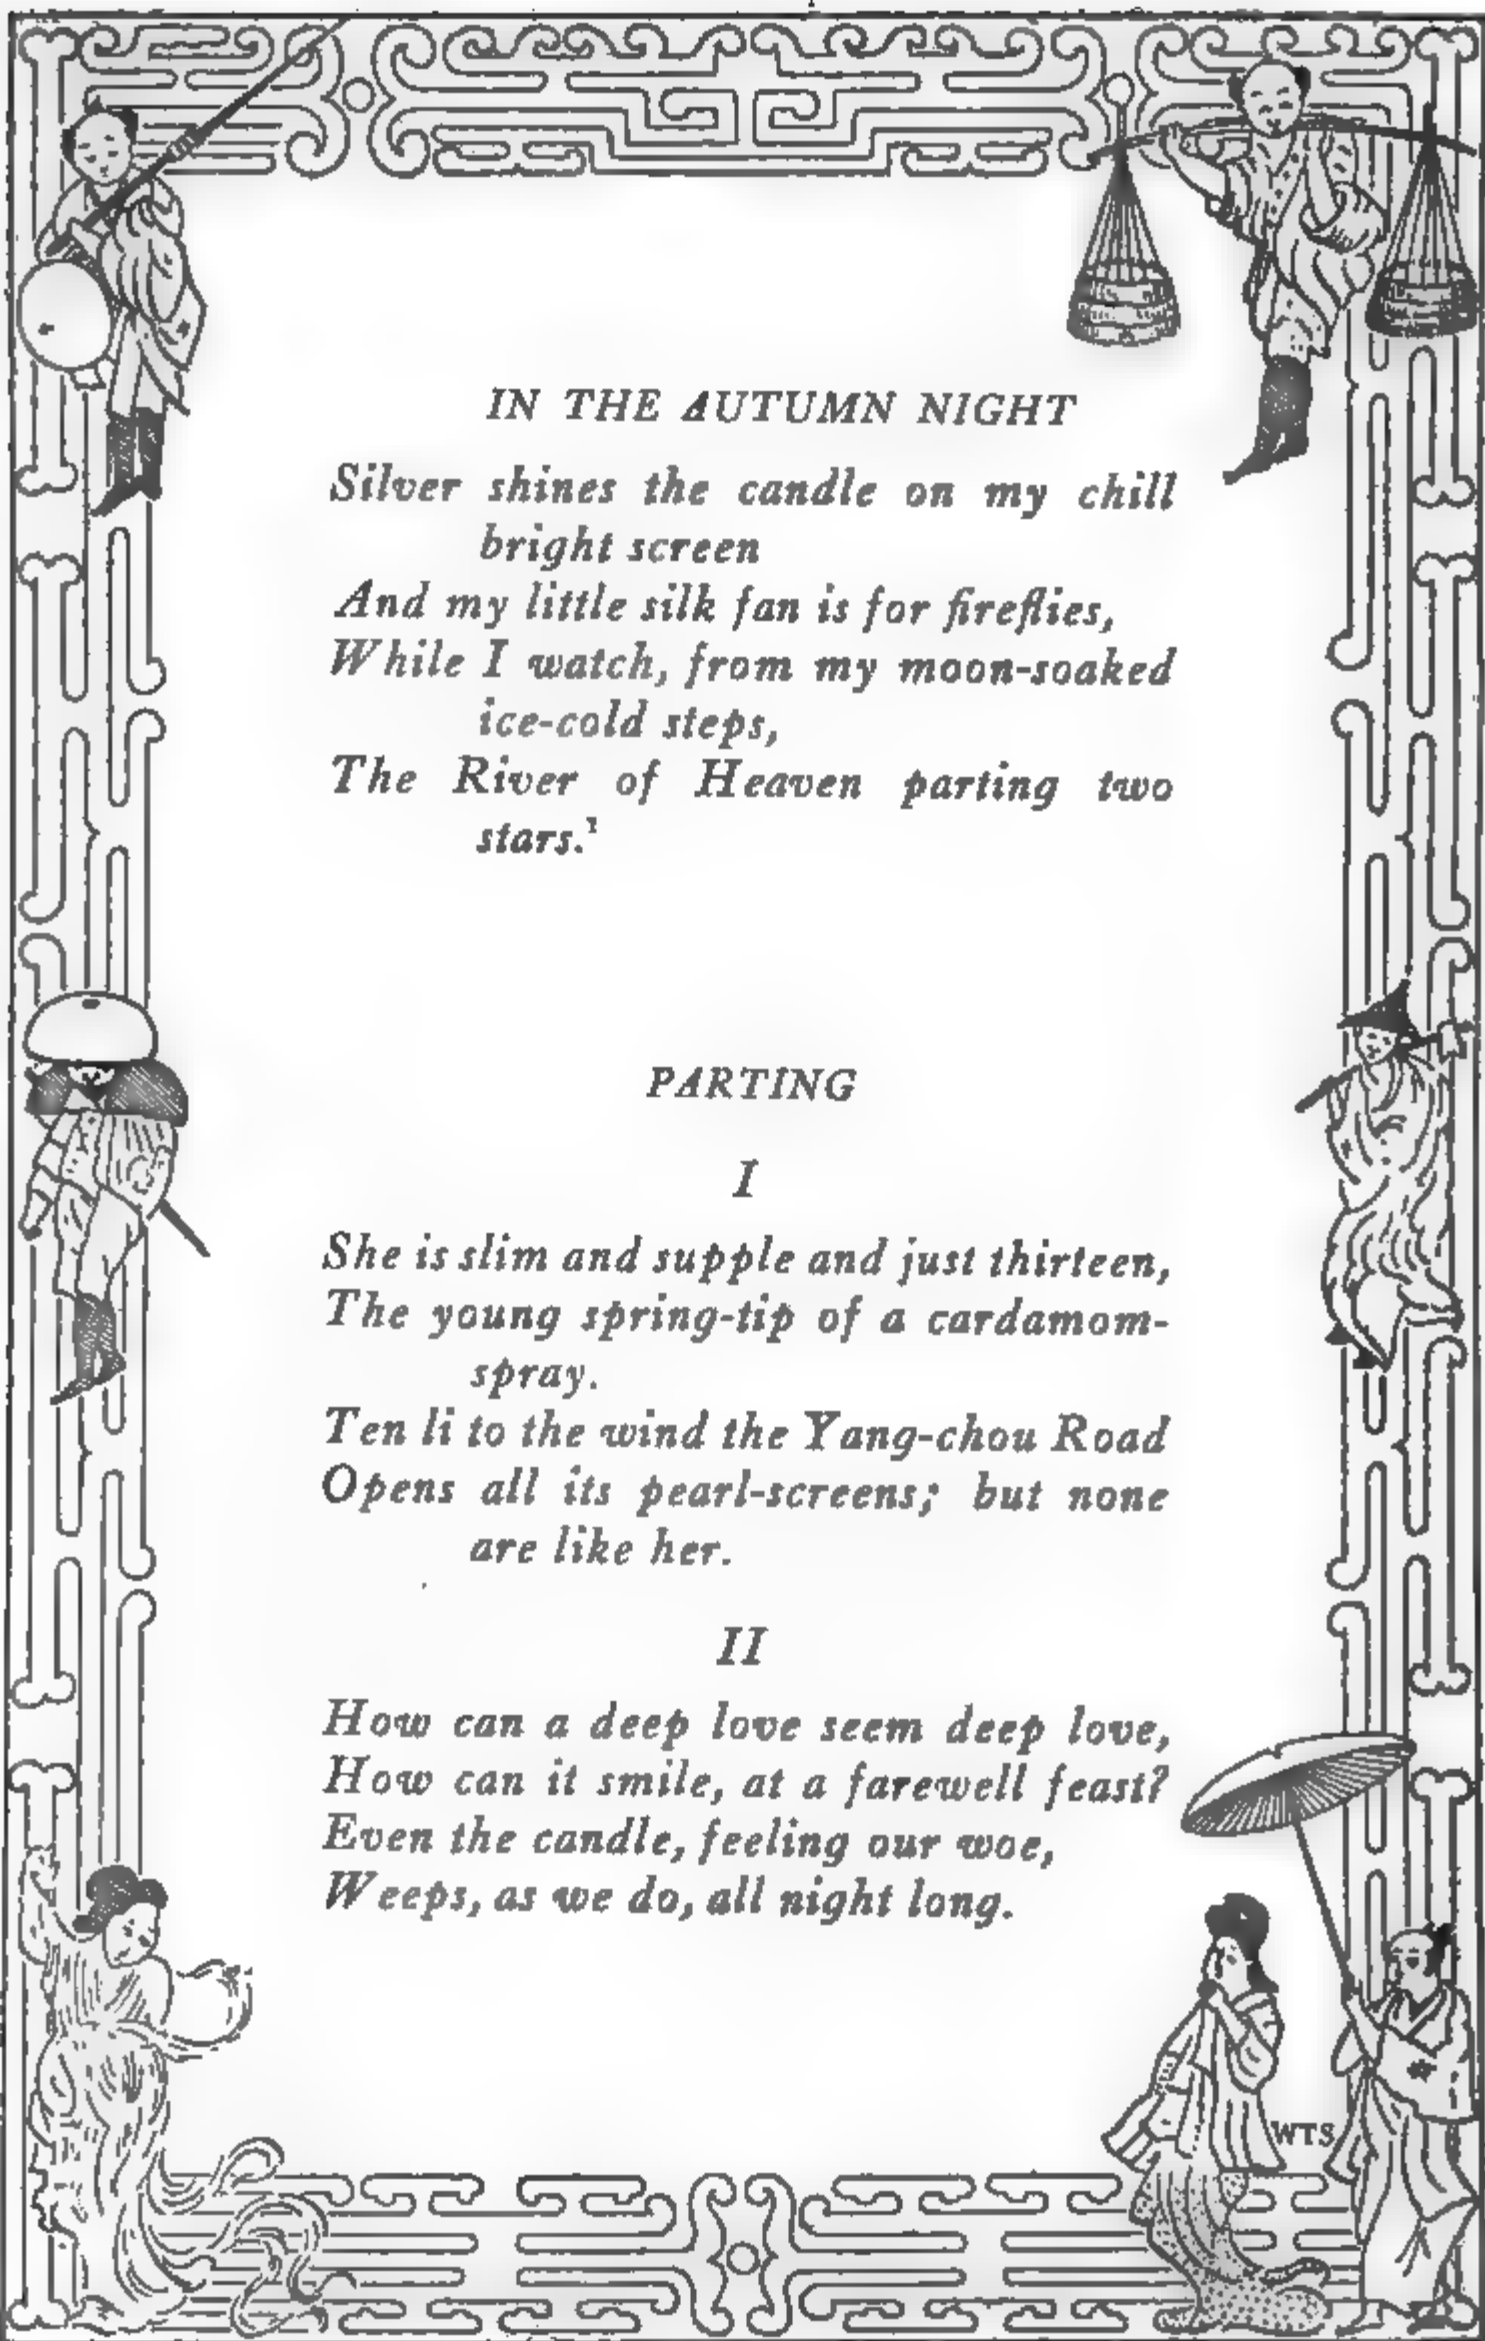 IN THE AUTUMN NIGHT
Silver shines the candle on my chill
bright screen
And my little silk fan is for fireflies,
While I watch, from my moon-soaked
ice-cold steps,
The River of Heaven parting two
stars.¹
PARTING
I
She is slim and supple and just thirteen,
The young spring-tip of a cardamom-
spray.
Ten li to the wind the Yang-chou Road
Opens all its pearl-screens; but none
are like her.
II
How can a deep love seem deep love,
How can it smile, at a farewell feast?
Even the candle, feeling our woe,
Weeps, as we do, all night long.
WTS